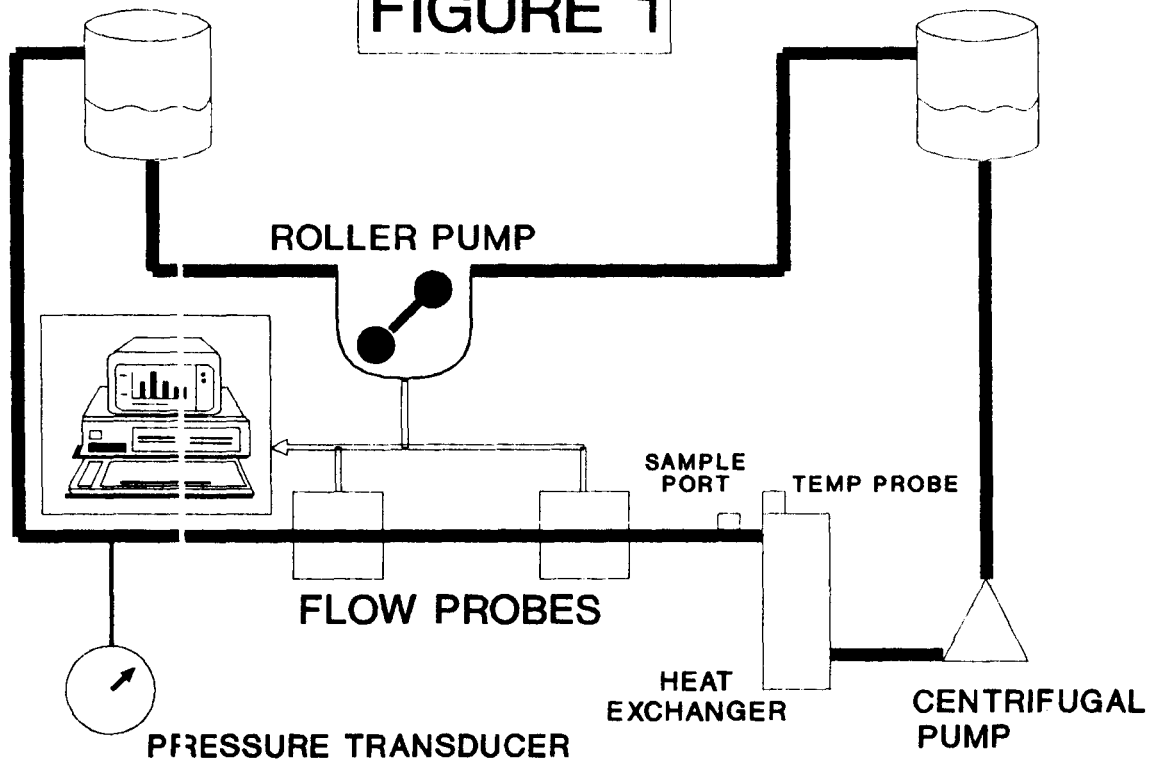 FIGURE 1
ROLLER PUMP
SAMPLE
PORT
TEMP PROBE
FLOW PROBES
HEAT
EXCHANGER
CENTRIFUGAL
PUMP
PRESSURE TRANSDUCER